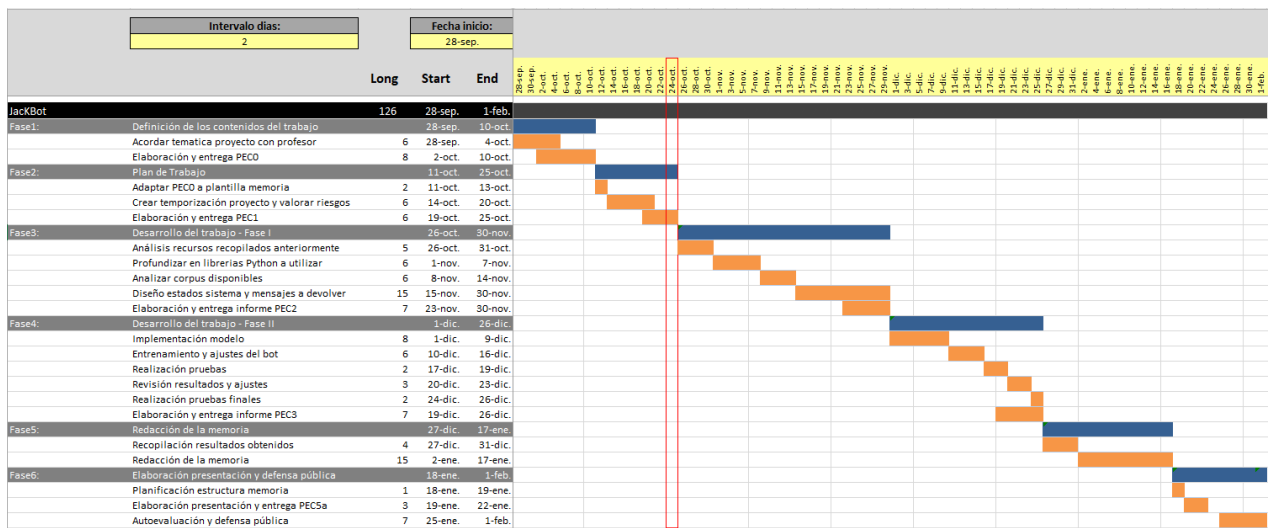 Intervalo dias: Fecha inicio:
2 28-sep.
Long Start End 28-sep. 30-sep. 2-oct. 4-oct. 6-oct. 8-oct. 10-oct. 12-oct. 14-oct. 16-oct. 18-oct. 20-oct. 22-oct. 24-oct. 26-oct. 28-oct. 30-oct. 1-nov. 3-nov. 5-nov. 7-nov. 9-nov. 11-nov. 13-nov. 15-nov. 17-nov. 19-nov. 21-nov. 23-nov. 25-nov. 27-nov. 29-nov. 1-dic. 3-dic. 5-dic. 7-dic. 9-dic. 11-dic. 13-dic. 15-dic. 17-dic. 19-dic. 21-dic. 23-dic. 25-dic. 27-dic. 29-dic. 31-dic. 2-ene. 4-ene. 6-ene. 8-ene. 10-ene. 12-ene. 14-ene. 16-ene. 18-ene. 20-ene. 22-ene. 24-ene. 26-ene. 28-ene. 30-ene. 1-feb.
JacKBot 126 28-sep. 1-feb.
Fase1: Definición de los contenidos del trabajo 28-sep. 10-oct.
Acordar tematica proyecto con profesor 6 28-sep. 4-oct.
Elaboración y entrega PEC0 8 2-oct. 10-oct.
Fase2: Plan de Trabajo 11-oct. 25-oct.
Adaptar PEC0 a plantilla memoria 2 11-oct. 13-oct.
Crear temporización proyecto y valorar riesgos 6 14-oct. 20-oct.
Elaboración y entrega PEC1 6 19-oct. 25-oct.
Fase3: Desarrollo del trabajo - Fase I 26-oct. 30-nov.
Análisis recursos recopilados anteriormente 5 26-oct. 31-oct.
Profundizar en librerias Python a utilizar 6 1-nov. 7-nov.
Analizar corpus disponibles 6 8-nov. 14-nov.
Diseño estados sistema y mensajes a devolver 15 15-nov. 30-nov.
Elaboración y entrega informe PEC2 7 23-nov. 30-nov.
Fase4: Desarrollo del trabajo - Fase II 1-dic. 26-dic.
Implementación modelo 8 1-dic. 9-dic.
Entrenamiento y ajustes del bot 6 10-dic. 16-dic.
Realización pruebas 2 17-dic. 19-dic.
Revisión resultados y ajustes 3 20-dic. 23-dic.
Realización pruebas finales 2 24-dic. 26-dic.
Elaboración y entrega informe PEC3 7 19-dic. 26-dic.
Fase5: Redacción de la memoria 27-dic. 17-ene.
Recopilación resultados obtenidos 4 27-dic. 31-dic.
Redacción de la memoria 15 2-ene. 17-ene.
Fase6: Elaboración presentación y defensa pública 18-ene. 1-feb.
Planificación estructura memoria 1 18-ene. 19-ene.
Elaboración presentación y entrega PEC5a 3 19-ene. 22-ene.
Autoevaluación y defensa pública 7 25-ene. 1-feb.